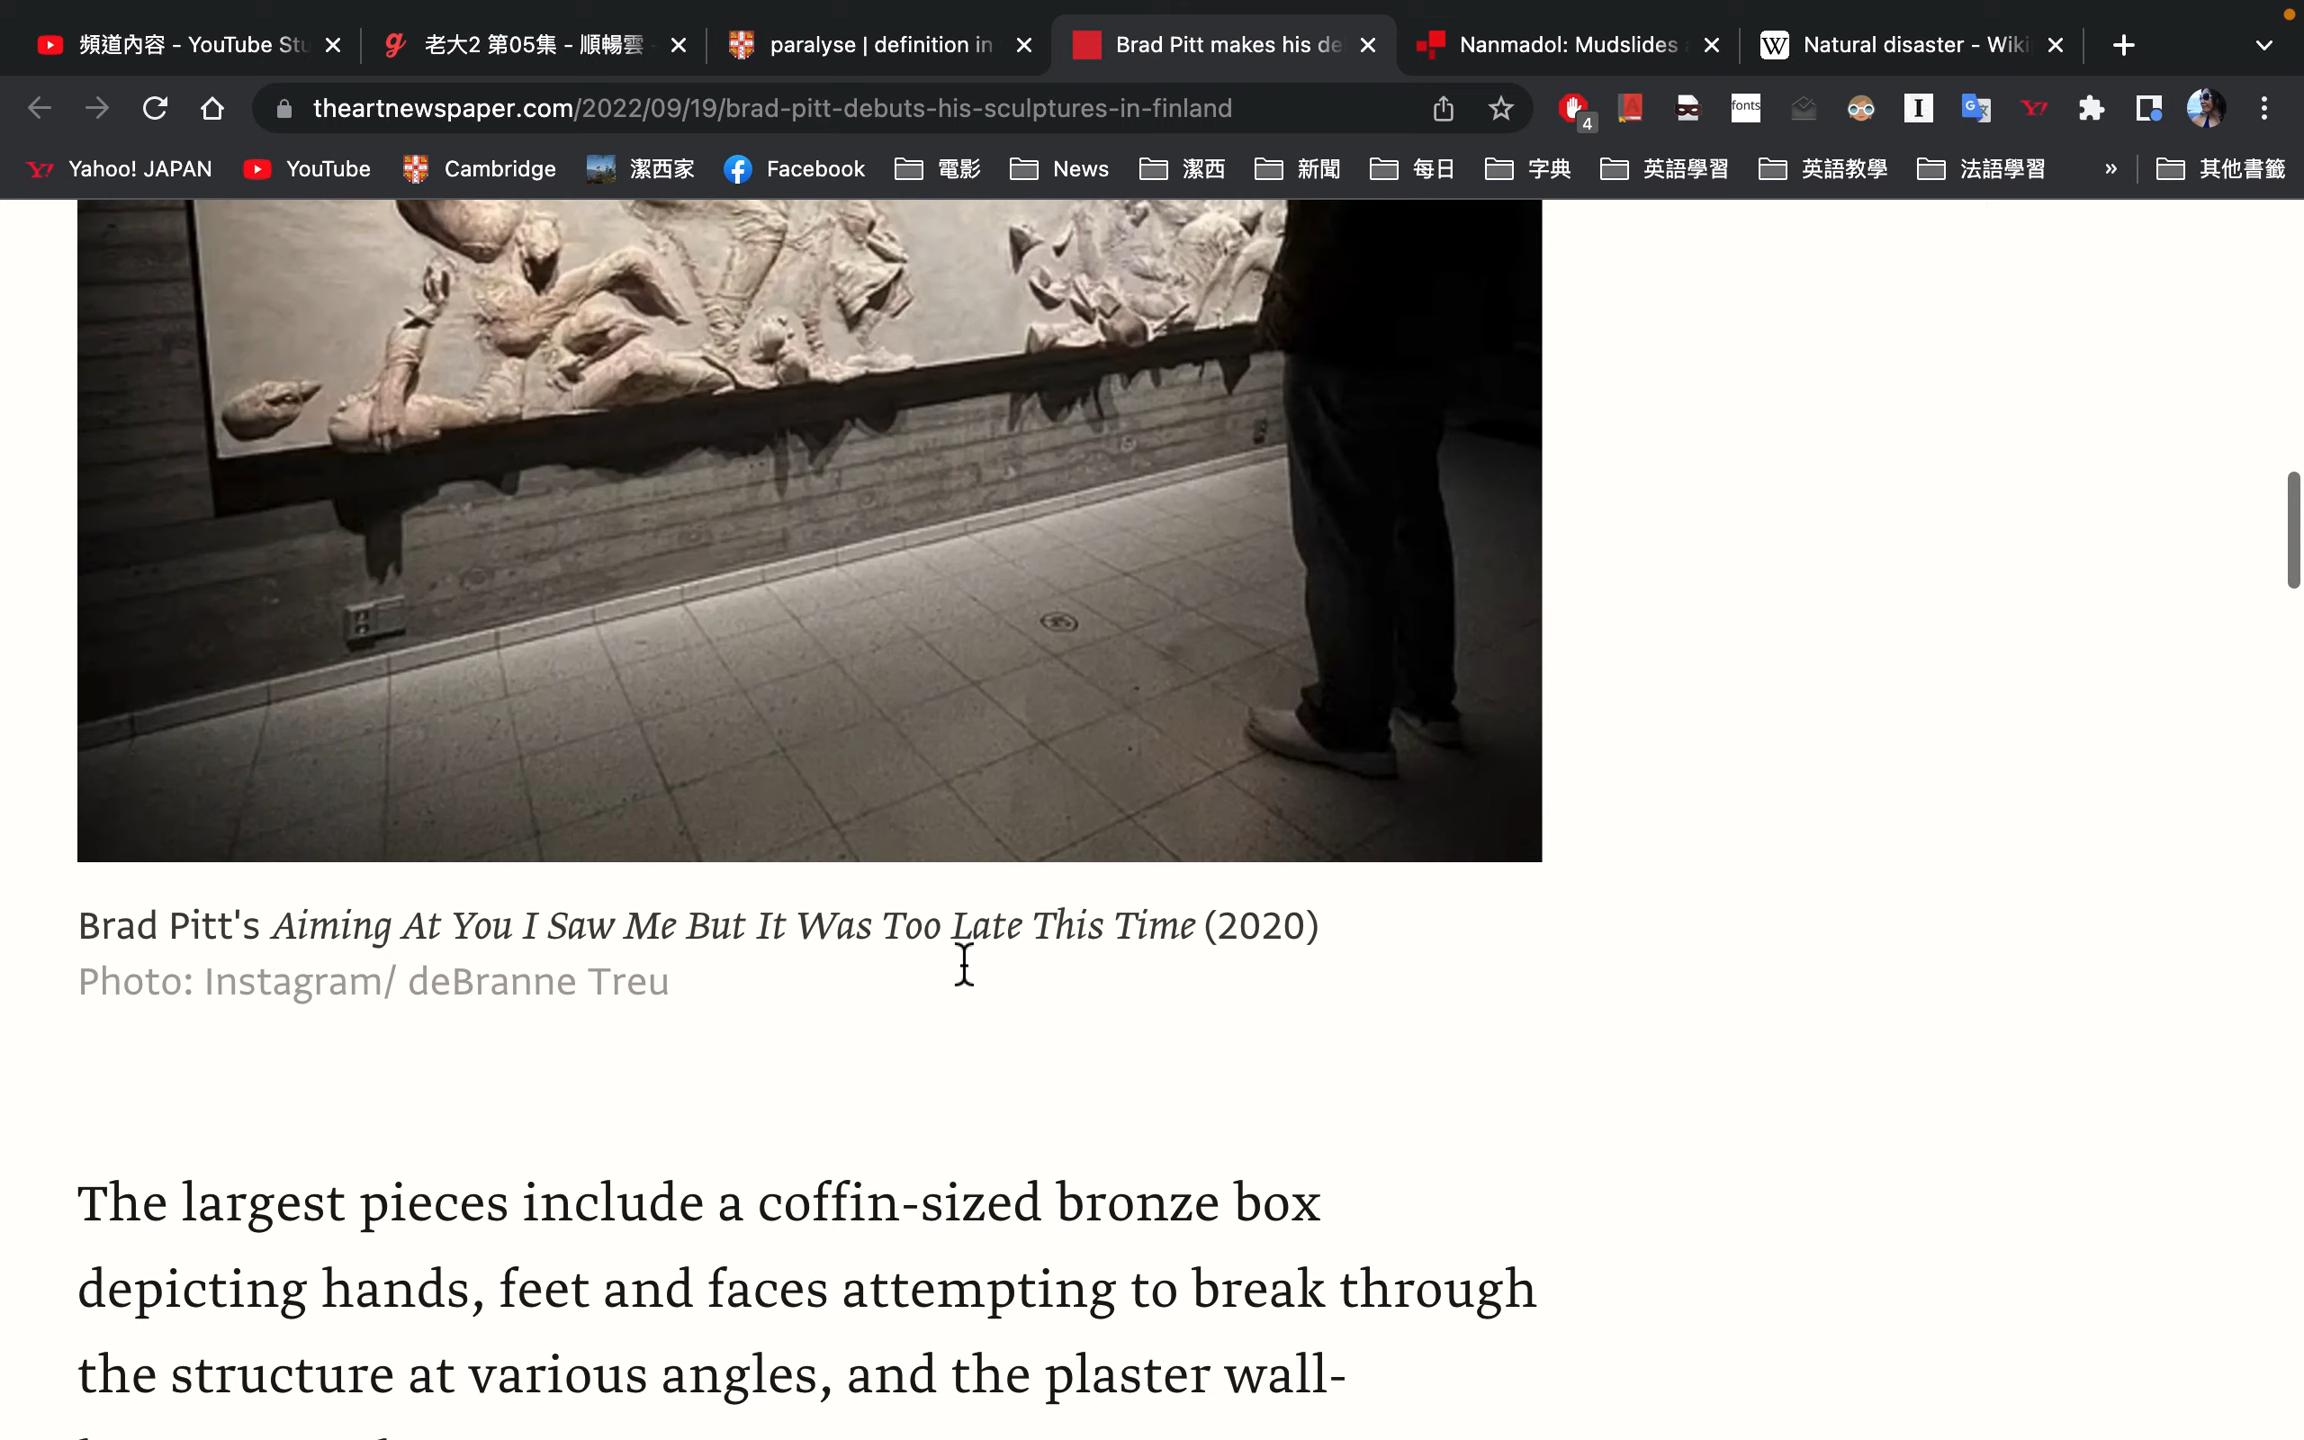 頻道內容 - YouTube Stu
老大2 第05集 - 順暢雲 -
paralyse | definition in
Brad Pitt makes his de
Nanmadol: Mudslides a
Natural disaster - Wiki
theartnewspaper.com/2022/09/19/brad-pitt-debuts-his-sculptures-in-finland
4
fonts
Yahoo! JAPAN
YouTube
Cambridge
潔西家
Facebook
電影
News
潔西
新聞
每日
字典
英語學習
英語教學
法語學習
»
其他書籤
Brad Pitt's Aiming At You I Saw Me But It Was Too Late This Time (2020)
Photo: Instagram/ deBranne Treu
The largest pieces include a coffin-sized bronze box
depicting hands, feet and faces attempting to break through
the structure at various angles, and the plaster wall-